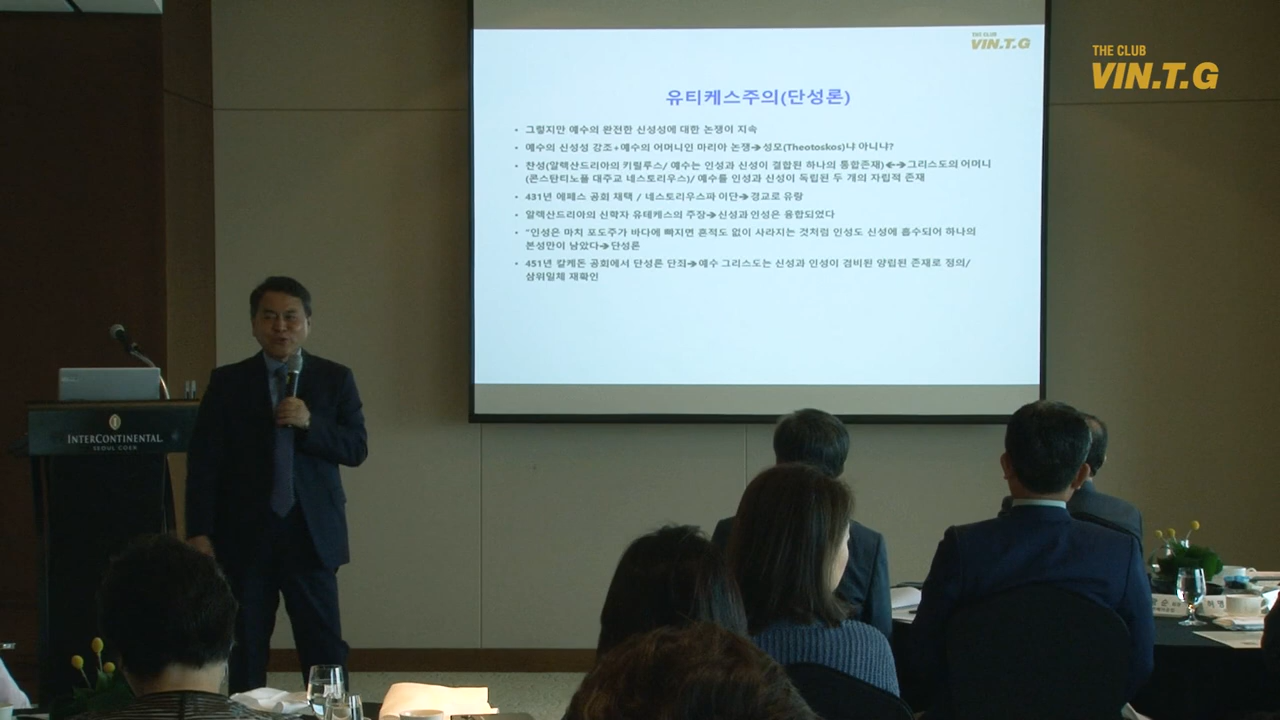 THE CLUB
VIN.T.G
THE CLUB
VIN.T.G
유티케스주의(단성론)
• 그렇지만 예수의 완전한 신성성에 대한 논쟁이 지속
• 예수의 신성성 강조+예수의 어머니인 마리아 논쟁→성모(Theotoskos)냐 아니냐?
• 찬성(알렉산드리아의 키릴루스/ 예수는 인성과 신성이 결합된 하나의 통합존재)←→그리스도의 어머니
(콘스탄티노플 대주교 네스토리우스)/ 예수를 인성과 신성이 독립된 두 개의 자립적 존재
• 431년 에페스 공회 채택 / 네스토리우스파 이단→경교로 유랑
• 알렉산드리아의 신학자 유테케스의 주장→신성과 인성은 융합되었다
• "인성은 마치 포도주가 바다에 빠지면 흔적도 없이 사라지는 것처럼 인성도 신성에 흡수되어 하나의
본성만이 남았다→단성론
• 451년 칼케돈 공회에서 단성론 단죄→예수 그리스도는 신성과 인성이 겸비된 양립된 존재로 정의/
삼위일체 재확인
INTERCONTINENTAL
SEOUL COEX